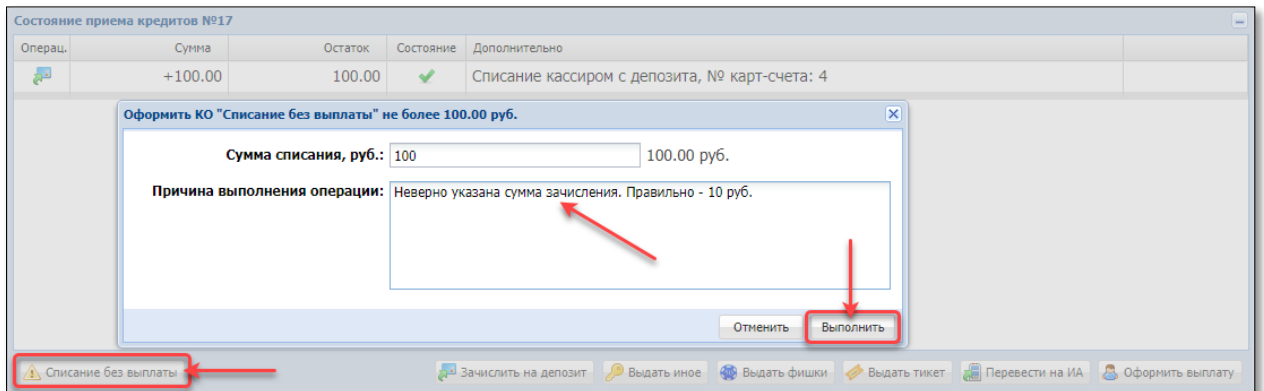 Состояние приема кредитов №17
Операц. Сумма Остаток Состояние Дополнительно
+100.00 100.00 Списание кассиром с депозита, № карт-счета: 4
Оформить КО "Списание без выплаты" не более 100.00 руб.
Сумма списания, руб.: 100 100.00 руб.
Причина выполнения операции: Неверно указана сумма зачисления. Правильно - 10 руб.
Отменить Выполнить
Списание без выплаты Зачислить на депозит Выдать иное Выдать фишки Выдать тикет Перевести на ИА Оформить выплату